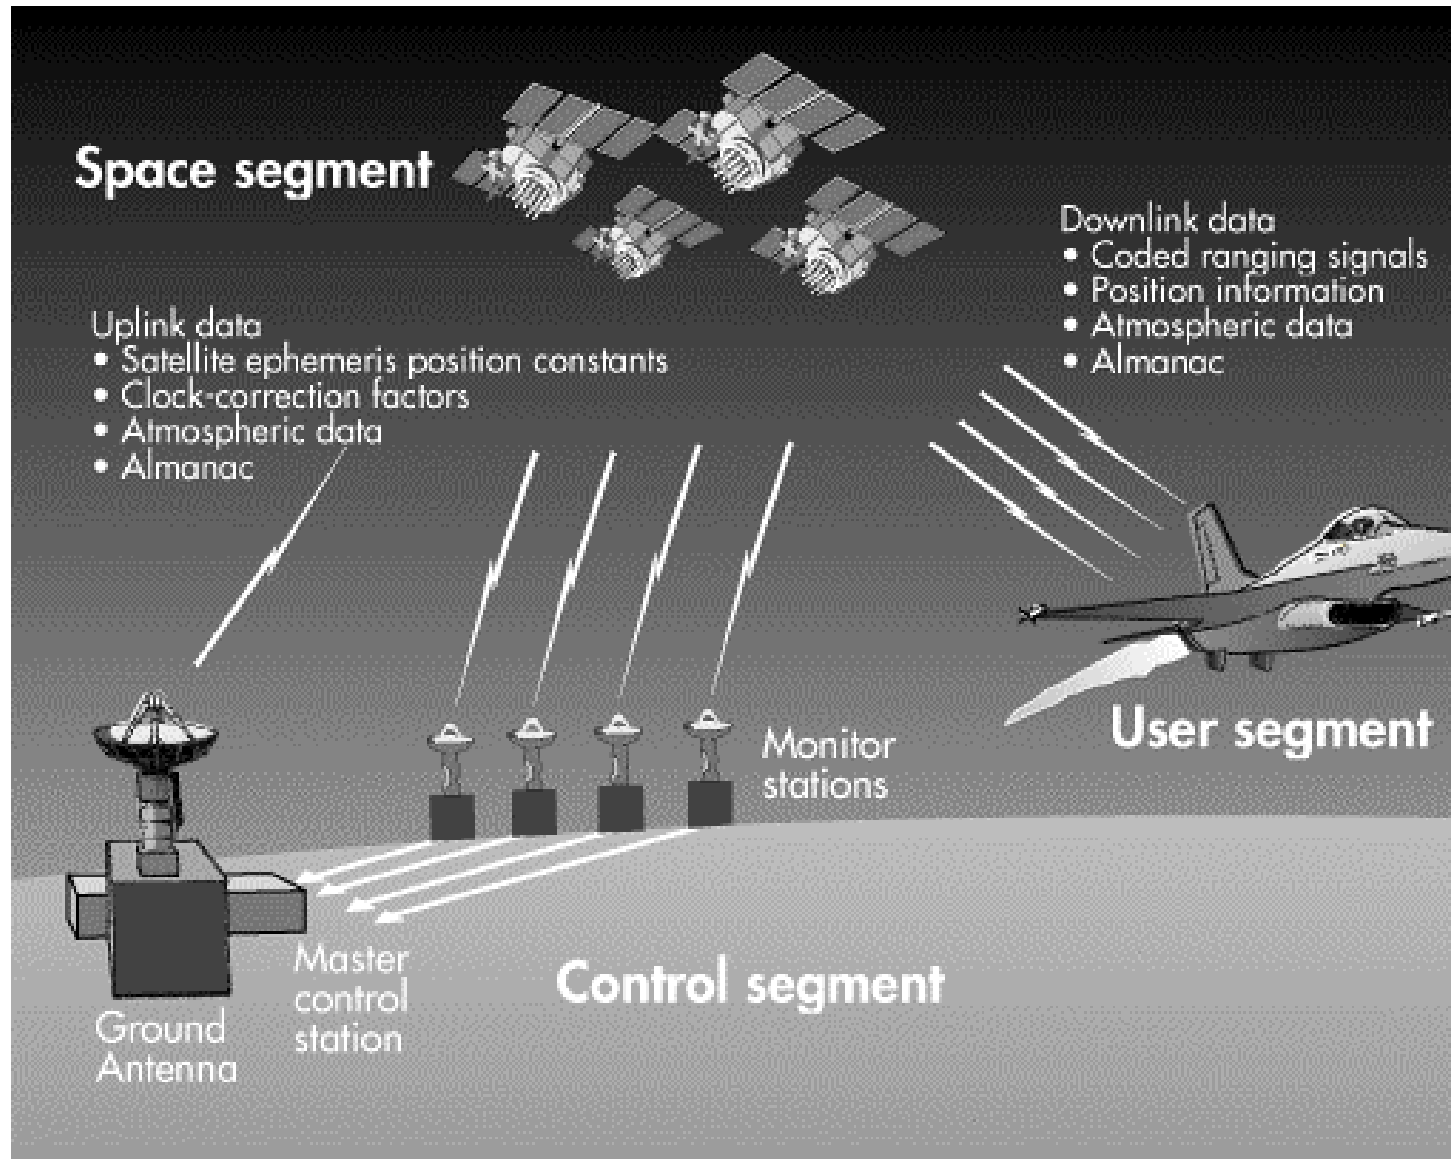 Space segment
Downlink data
• Coded ranging signals
• Position information
• Atmospheric data
• Almanac
Uplink data
• Satellite ephemeris position constants
• Clock-correction factors
• Atmospheric data
• Almanac
User segment
Monitor
stations
Master
control
station
Control segment
Ground
Antenna